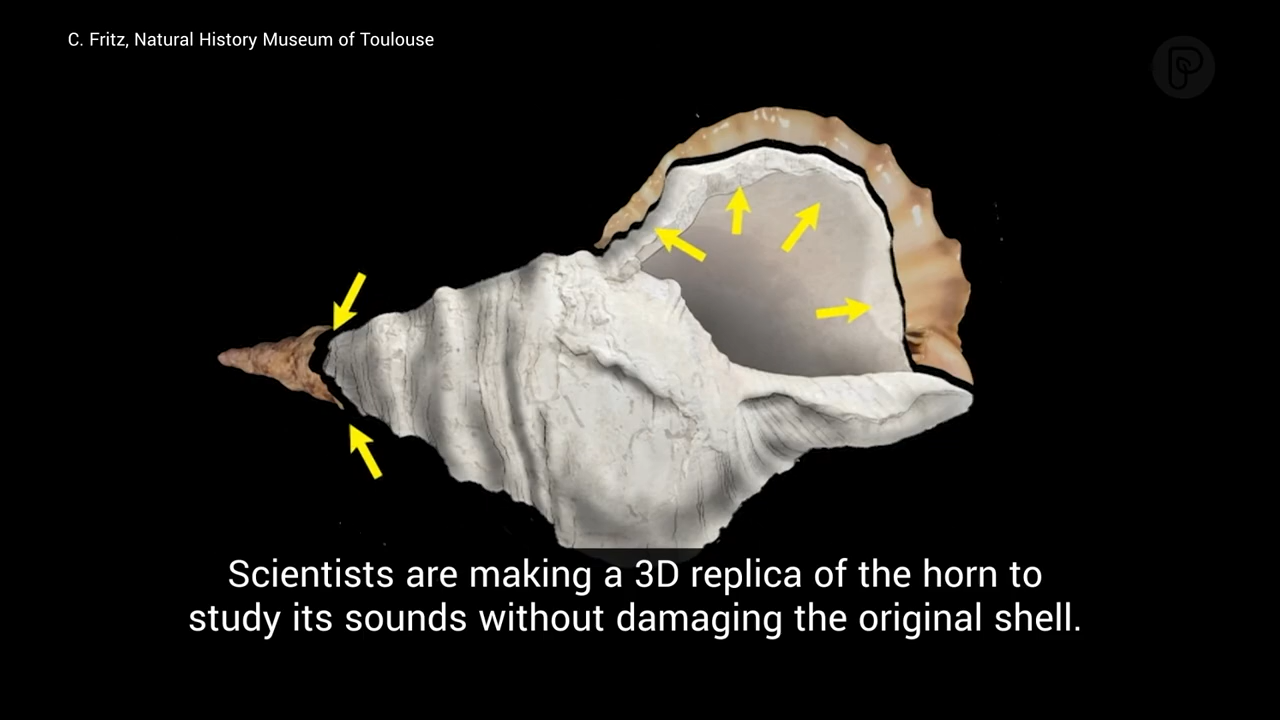 C. Fritz, Natural History Museum of Toulouse
Scientists are making a 3D replica of the horn to
study its sounds without damaging the original shell.